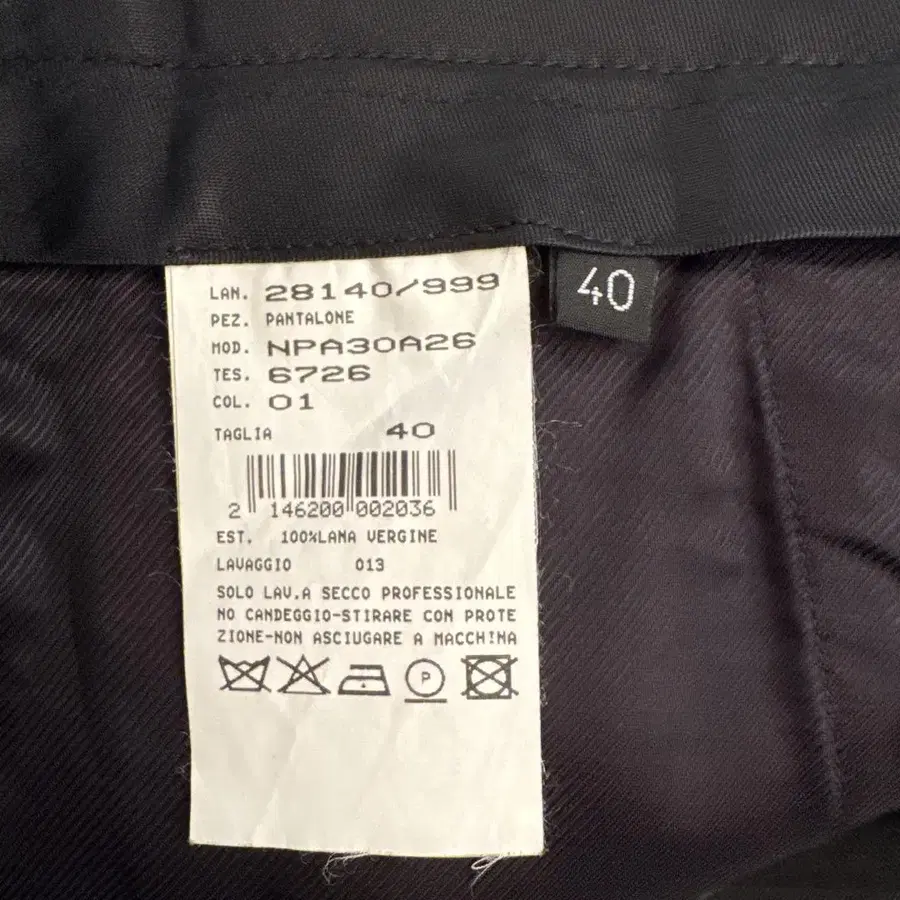 LAN. 28140/999
PEZ. PANTALONE
MOD. NPA30A26
TES. 6726
COL. 01
TAGLIA 40
2 146200 002036
EST. 100%LANA VERGINE
LAVAGGIO 013
SOLO LAV.A SECCO PROFESSIONALE
NO CANDEGGIO-STIRARE CON PROTE
ZIONE-NON ASCIUGARE A MACCHINA
P
40